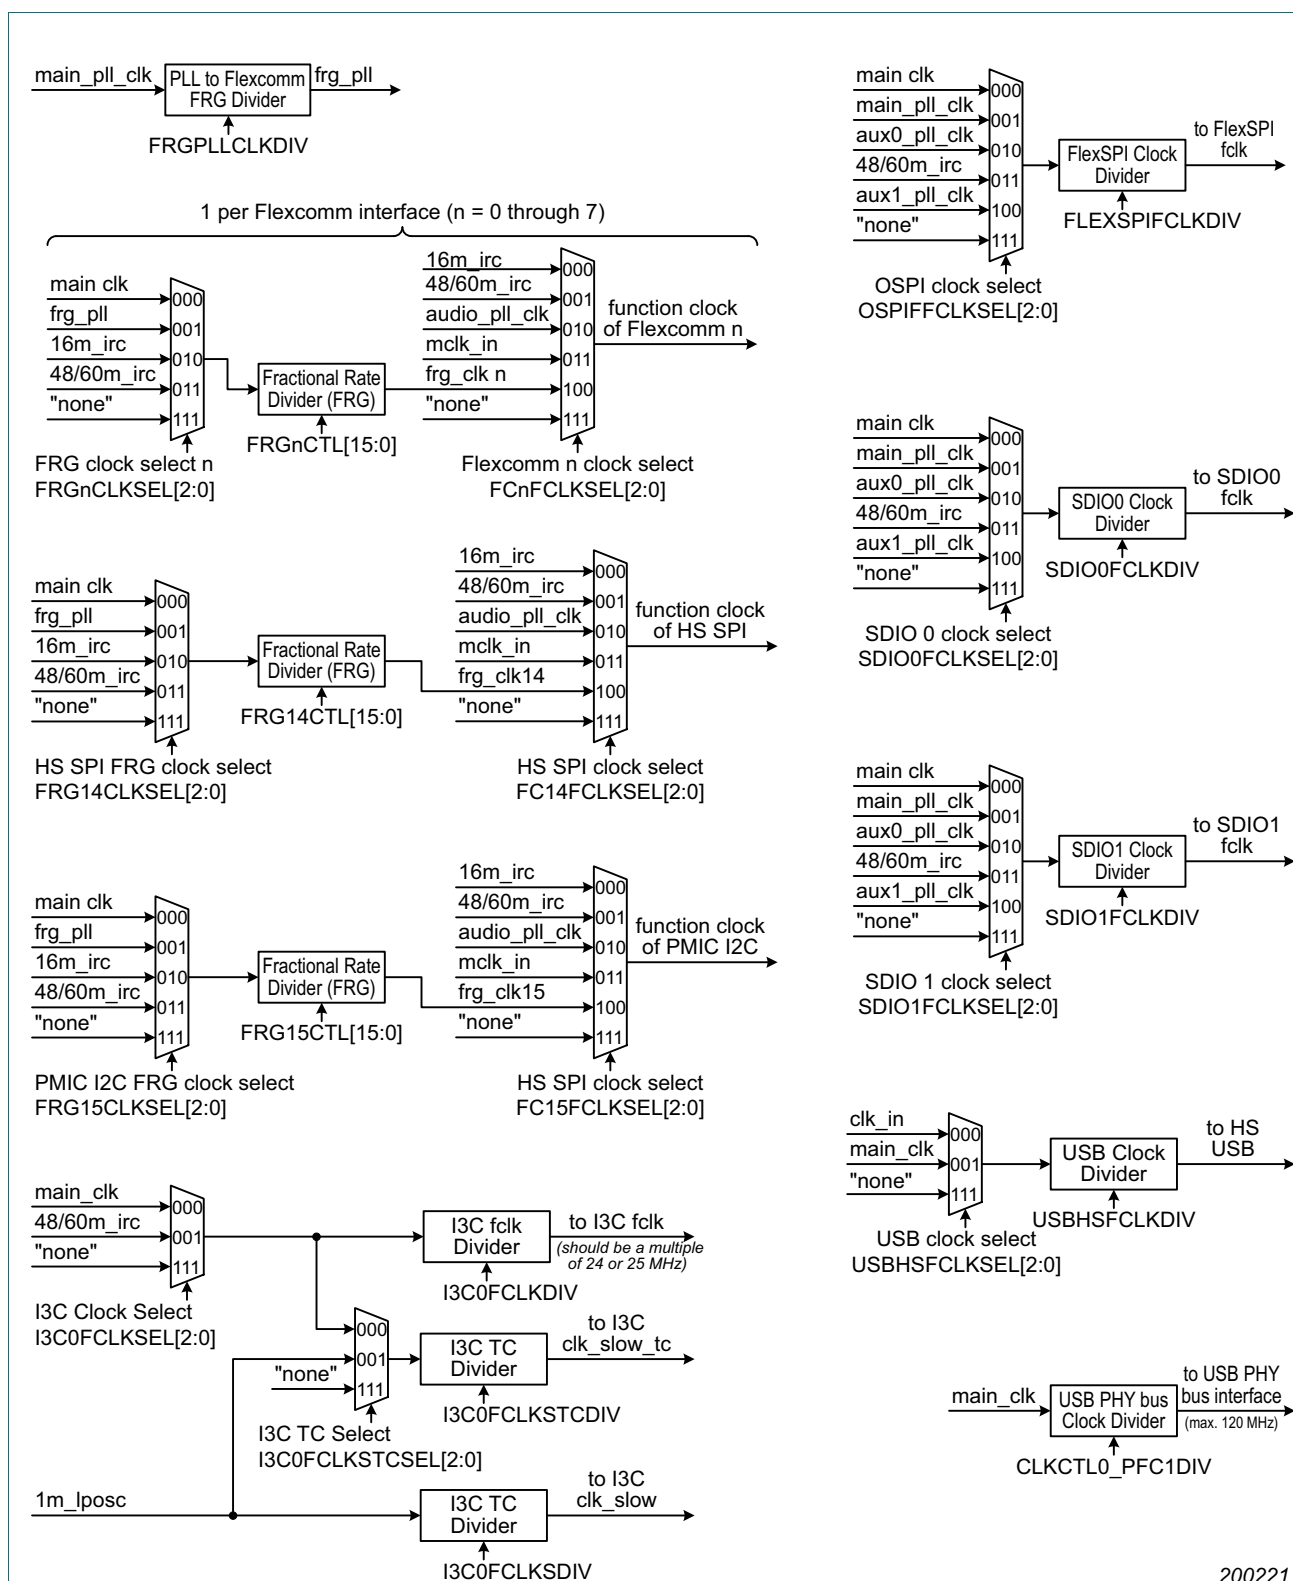 main_pll_clk
PLL to Flexcomm
FRG Divider
frg_pll
FRGPLLCLKDIV
1 per Flexcomm interface (n = 0 through 7)
main clk
000
frg_pll
001
16m_irc
010
48/60m_irc
011
"none"
111
FRG clock select n
FRGnCLKSEL[2:0]
Fractional Rate
Divider (FRG)
FRGnCTL[15:0]
16m_irc
000
48/60m_irc
001
audio_pll_clk
010
mclk_in
011
frg_clk n
100
"none"
111
Flexcomm n clock select
FCnFCLKSEL[2:0]
function clock
of Flexcomm n
main clk
000
frg_pll
001
16m_irc
010
48/60m_irc
011
"none"
111
HS SPI FRG clock select
FRG14CLKSEL[2:0]
Fractional Rate
Divider (FRG)
FRG14CTL[15:0]
16m_irc
000
48/60m_irc
001
audio_pll_clk
010
mclk_in
011
frg_clk14
100
"none"
111
HS SPI clock select
FC14FCLKSEL[2:0]
function clock
of HS SPI
main clk
000
frg_pll
001
16m_irc
010
48/60m_irc
011
"none"
111
PMIC I2C FRG clock select
FRG15CLKSEL[2:0]
Fractional Rate
Divider (FRG)
FRG15CTL[15:0]
16m_irc
000
48/60m_irc
001
audio_pll_clk
010
mclk_in
011
frg_clk15
100
"none"
111
HS SPI clock select
FC15FCLKSEL[2:0]
function clock
of PMIC I2C
main_clk
000
48/60m_irc
001
"none"
111
I3C Clock Select
I3C0FCLKSEL[2:0]
I3C fclk
Divider
I3C0FCLKDIV
to I3C fclk
(should be a multiple
of 24 or 25 MHz)
000
001
"none"
111
I3C TC Select
I3C0FCLKSTCSEL[2:0]
I3C TC
Divider
I3C0FCLKSTCDIV
to I3C
clk_slow_tc
1m_lposc
I3C TC
Divider
I3C0FCLKSDIV
to I3C
clk_slow
main clk
000
main_pll_clk
001
aux0_pll_clk
010
48/60m_irc
011
aux1_pll_clk
100
"none"
111
OSPI clock select
OSPIFFCLKSEL[2:0]
FlexSPI Clock
Divider
FLEXSPIFCLKDIV
to FlexSPI
fclk
main clk
000
main_pll_clk
001
aux0_pll_clk
010
48/60m_irc
011
aux1_pll_clk
100
"none"
111
SDIO 0 clock select
SDIO0FCLKSEL[2:0]
SDIO0 Clock
Divider
SDIO0FCLKDIV
to SDIO0
fclk
main clk
000
main_pll_clk
001
aux0_pll_clk
010
48/60m_irc
011
aux1_pll_clk
100
"none"
111
SDIO 1 clock select
SDIO1FCLKSEL[2:0]
SDIO1 Clock
Divider
SDIO1FCLKDIV
to SDIO1
fclk
clk_in
000
main_clk
001
"none"
111
USB clock select
USBHSFCLKSEL[2:0]
USB Clock
Divider
USBHSFCLKDIV
to HS
USB
main_clk
USB PHY bus
Clock Divider
CLKCTL0_PFC1DIV
to USB PHY
bus interface
(max. 120 MHz)
200221